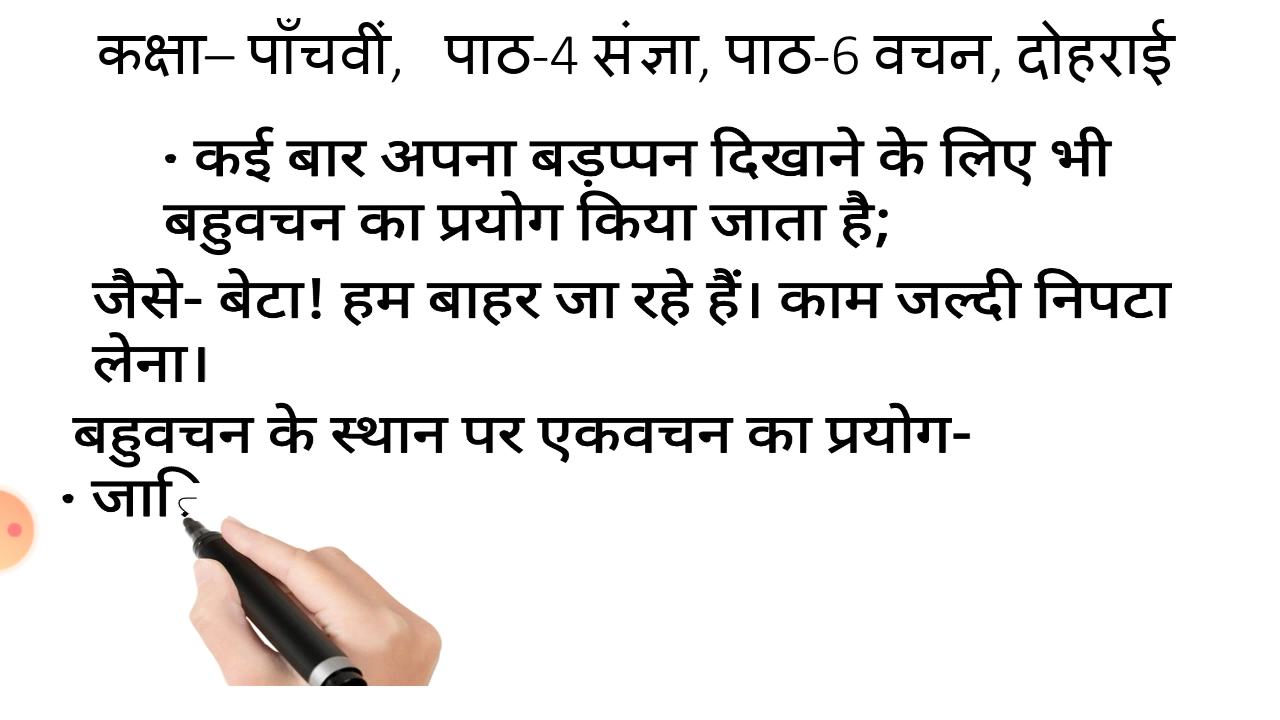 कक्षा– पाँचवीं, पाठ-4 संज्ञा, पाठ-6 वचन, दोहराई
• कई बार अपना बड़प्पन दिखाने के लिए भी
बहुवचन का प्रयोग किया जाता है;
जैसे- बेटा! हम बाहर जा रहे हैं। काम जल्दी निपटा
लेना।
बहुवचन के स्थान पर एकवचन का प्रयोग-